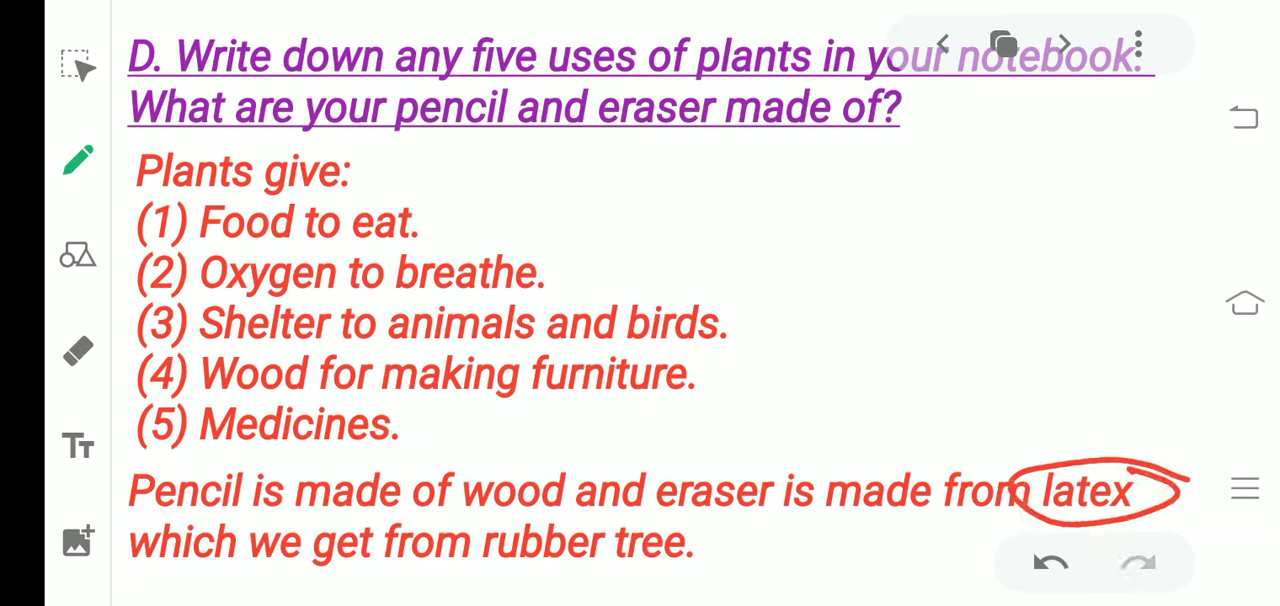 D. Write down any five uses of plants in your notebook.
What are your pencil and eraser made of?
Plants give:
(1) Food to eat.
(2) Oxygen to breathe.
(3) Shelter to animals and birds.
(4) Wood for making furniture.
(5) Medicines.
Pencil is made of wood and eraser is made from latex
which we get from rubber tree.
TT